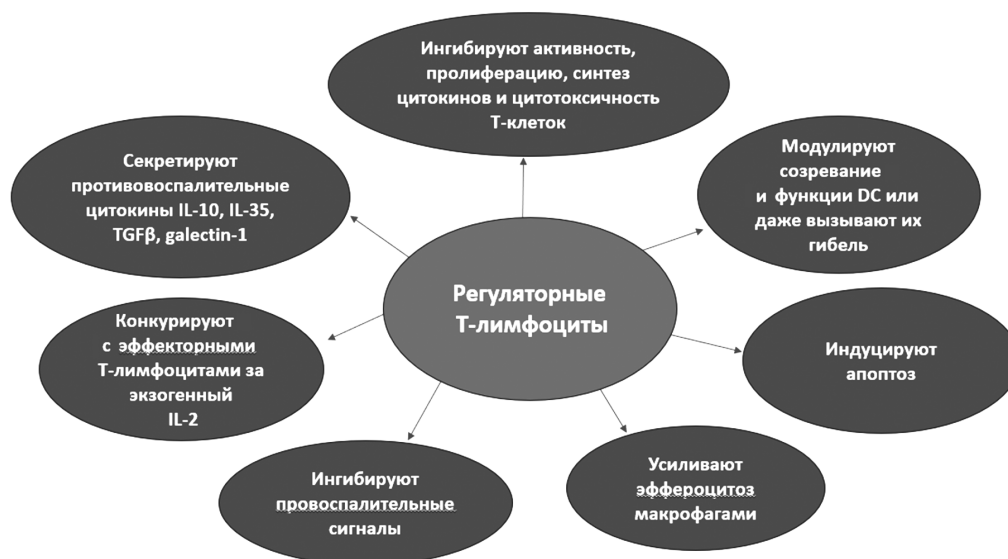 Ингибируют активность,
пролиферацию, синтез
цитокинов и цитотоксичность
Т-клеток
Секретируют
противовоспалительные
цитокины IL-10, IL-35,
TGFβ, galectin-1
Модулируют
созревание
и функции DC или
даже вызывают их
гибель
Регуляторные
Т-лимфоциты
Конкурируют
с эффекторными
Т-лимфоцитами за
экзогенный
IL-2
Индуцируют
апоптоз
Ингибируют
провоспалительные
сигналы
Усиливают
эффероцитоз
макрофагами